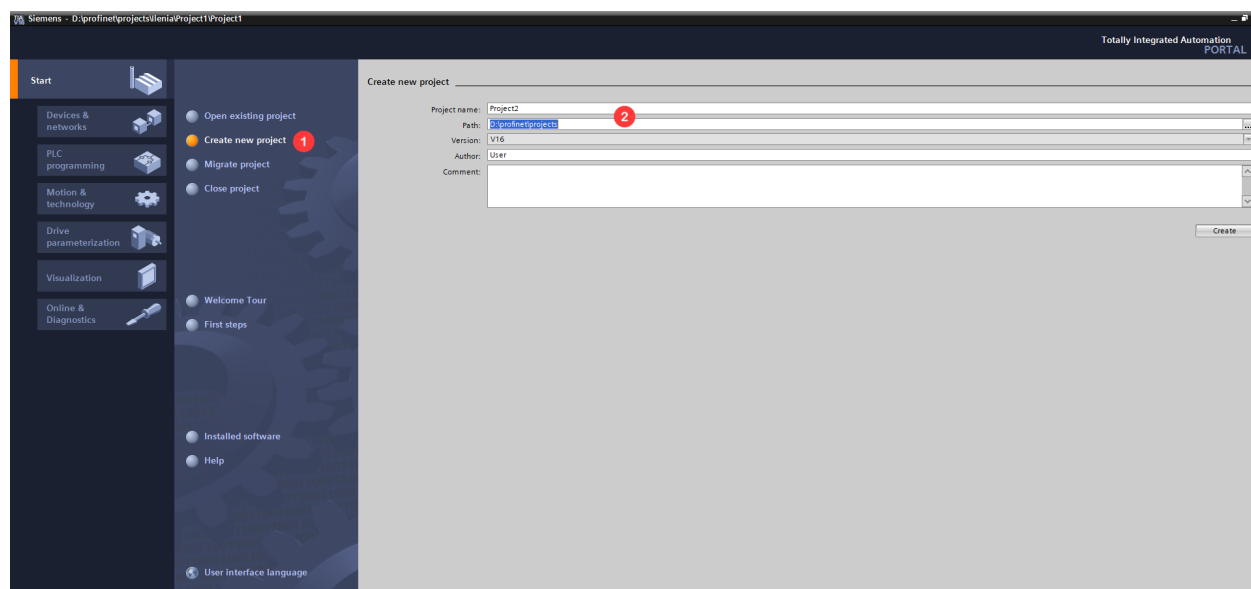 Siemens - D:\profinet\projects\Ilenia\Project1\Project1
Totally Integrated Automation
PORTAL
Start
Devices &
networks
PLC
programming
Motion &
technology
Drive
parameterization
Visualization
Online &
Diagnostics
Open existing project
Create new project 1
Migrate project
Close project
Welcome Tour
First steps
Installed software
Help
User interface language
Create new project
Project name: Project2
2
Path: D:\profinet\projects ...
Version: V16
Author: User
Comment:
Create